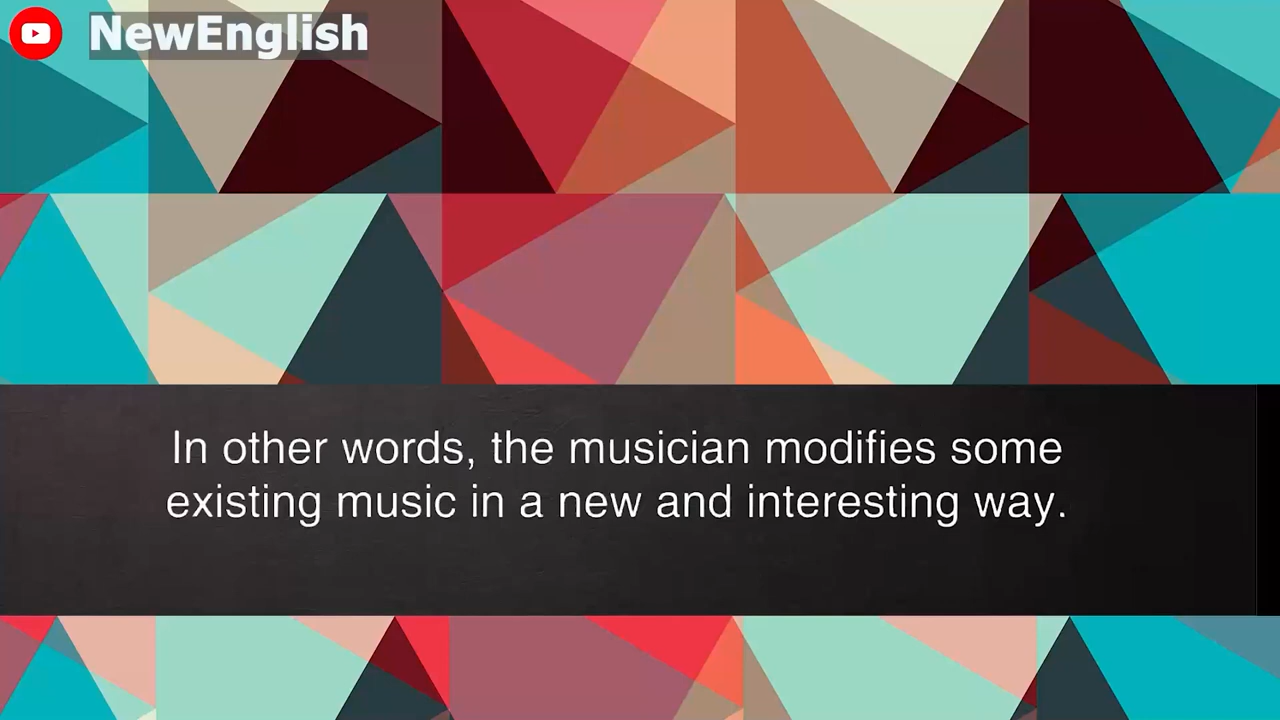 NewEnglish
In other words, the musician modifies some
existing music in a new and interesting way.